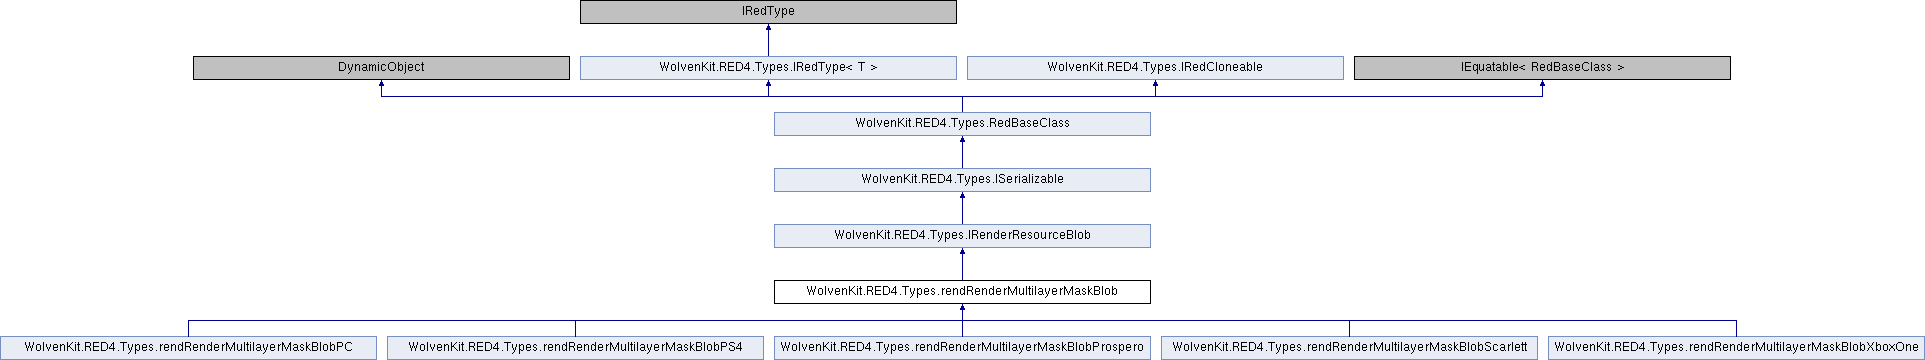 IRedType
DynamicObject
WolvenKit.RED4.Types.IRedType< T >
WolvenKit.RED4.Types.IRedCloneable
IEquatable< RedBaseClass >
WolvenKit.RED4.Types.RedBaseClass
WolvenKit.RED4.Types.ISerializable
WolvenKit.RED4.Types.IRenderResourceBlob
WolvenKit.RED4.Types.rendRenderMultilayerMaskBlob
WolvenKit.RED4.Types.rendRenderMultilayerMaskBlobPC
WolvenKit.RED4.Types.rendRenderMultilayerMaskBlobPS4
WolvenKit.RED4.Types.rendRenderMultilayerMaskBlobProspero
WolvenKit.RED4.Types.rendRenderMultilayerMaskBlobScarlett
WolvenKit.RED4.Types.rendRenderMultilayerMaskBlobXboxOne